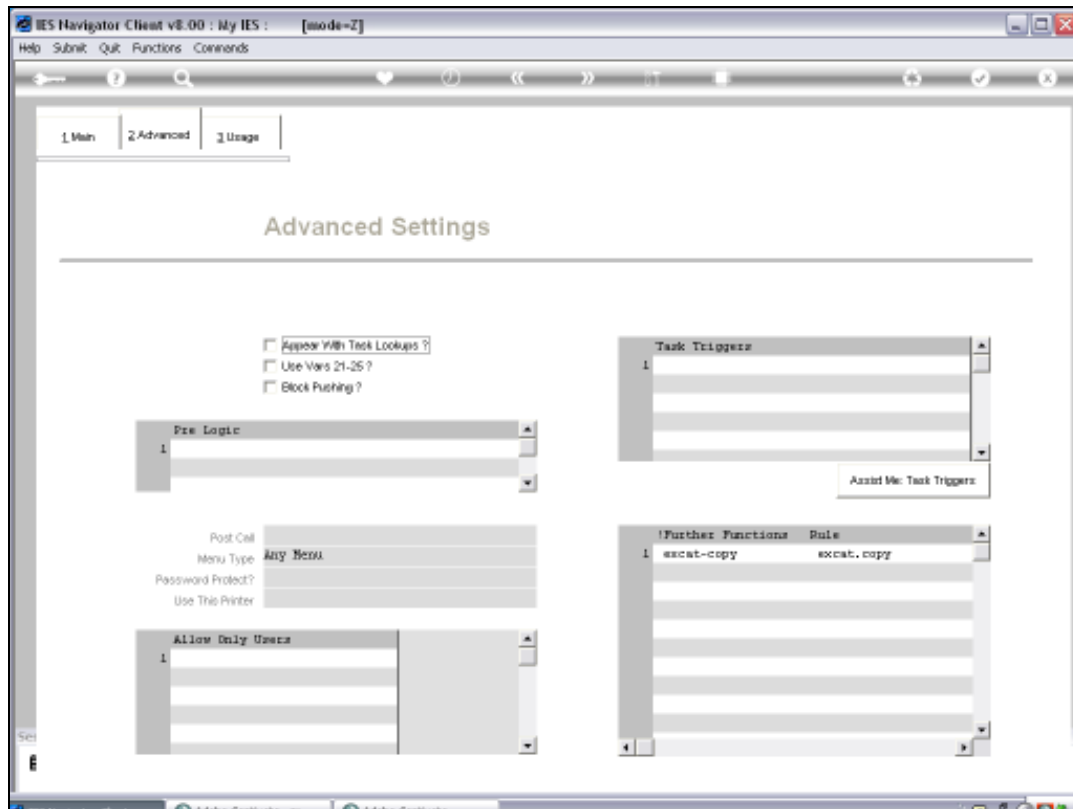 IES Navigator Client v8.00 : My IES : [mode=Z]
Help Submit Quit Functions Commands
1 Main 2 Advanced 3 Usage
Advanced Settings
Appear With Task Lookups ?
Use Vars 21-25 ?
Block Pushing ?
Task Triggers
1
Pre Logic
1
Assist Me: Task Triggers
Post Call
Menu Type Any Menu
Password Protect?
Use This Printer
!Further Functions Rule
1 excat-copy excat.copy
Allow Only Users
1